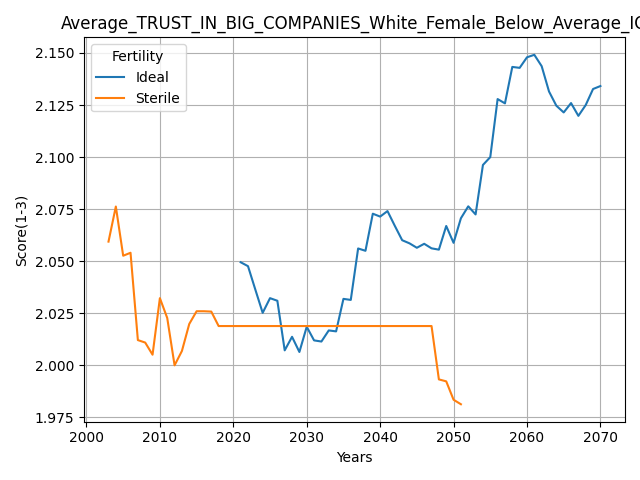 Average_TRUST_IN_BIG_COMPANIES_White_Female_Below_Average_IQ
Fertility
Ideal
Sterile
Score(1-3)
2.150
2.125
2.100
2.075
2.050
2.025
2.000
1.975
2000 2010 2020 2030 2040 2050 2060 2070
Years